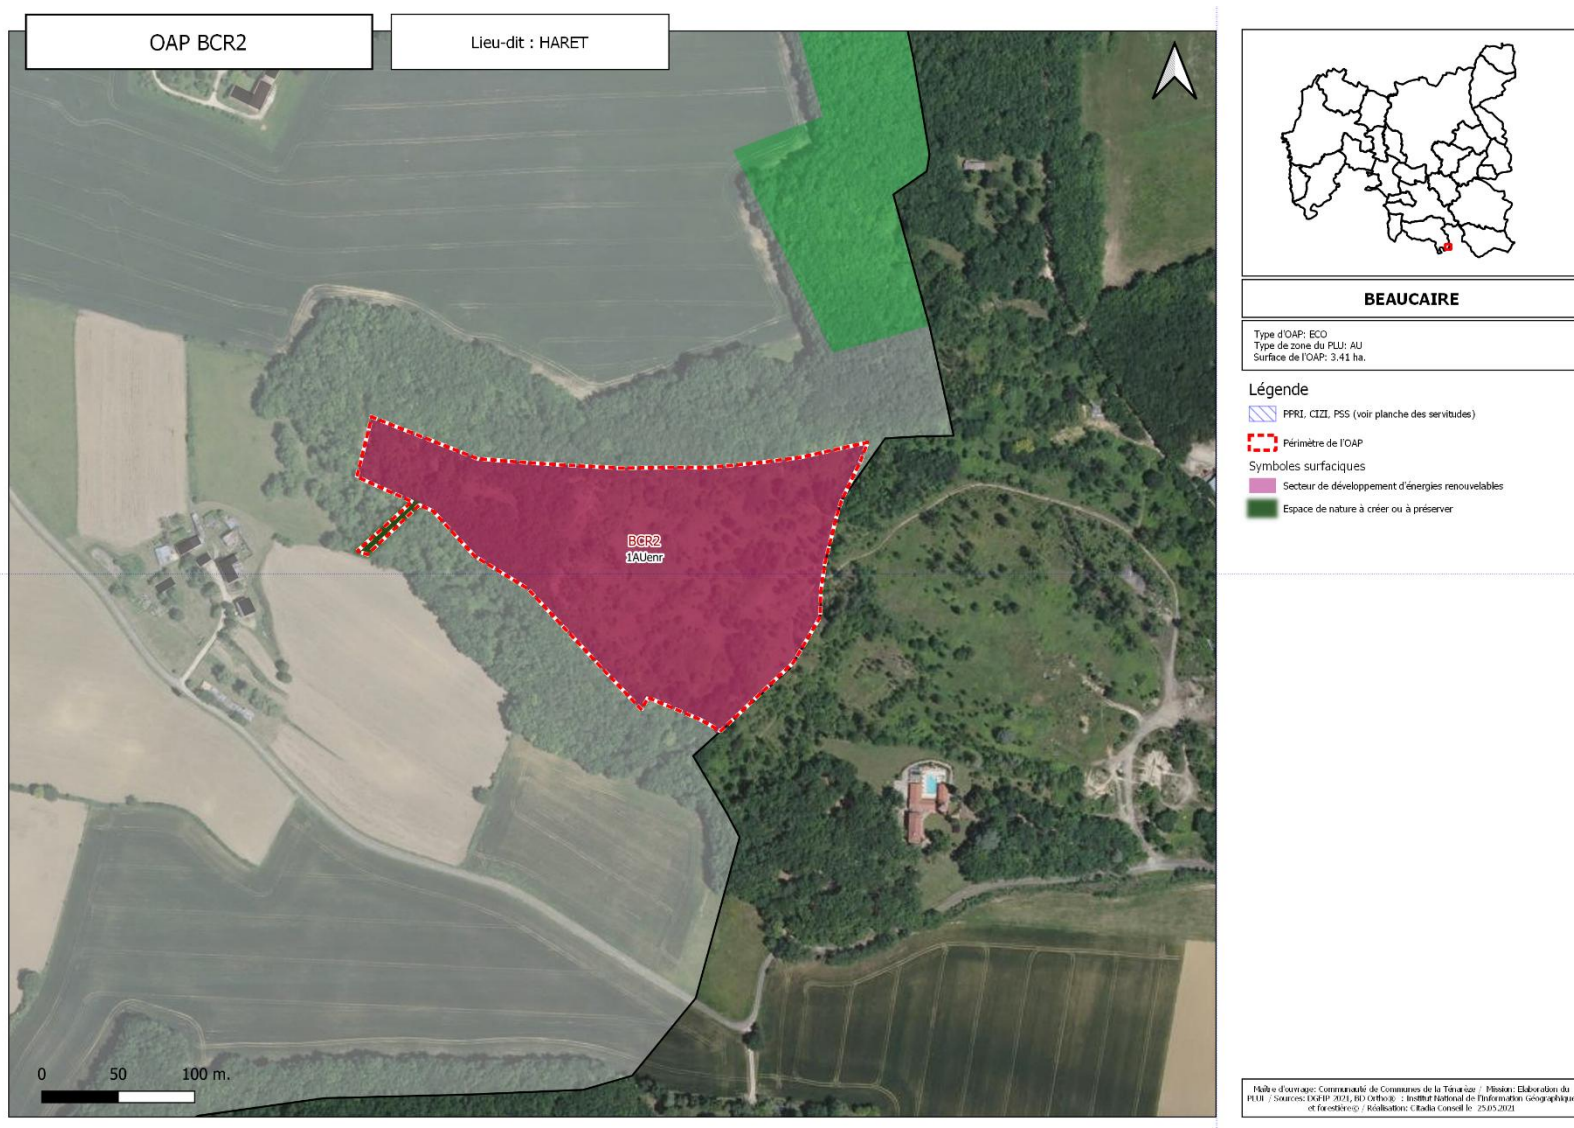 OAP BCR2
Lieu-dit : HARET
BCR2
1AUenr
0 50 100 m.
BEAUCAIRE
Type d'OAP: ECO
Type de zone du PLU: AU
Surface de l'OAP: 3.41 ha.
Légende
PPRI, CIZI, PSS (voir planche des servitudes)
Périmètre de l'OAP
Symboles surfaciques
Secteur de développement d'énergies renouvelables
Espace de nature à créer ou à préserver
Maître d'ouvrage: Communauté de Communes de la Ténarèze / Mission: Elaboration du
PLUI / Sources: DGFIP 2021, BD Ortho® : Institut National de l'Information Géographique
et forestière© / Réalisation: Citadia Conseil le 25.05.2021